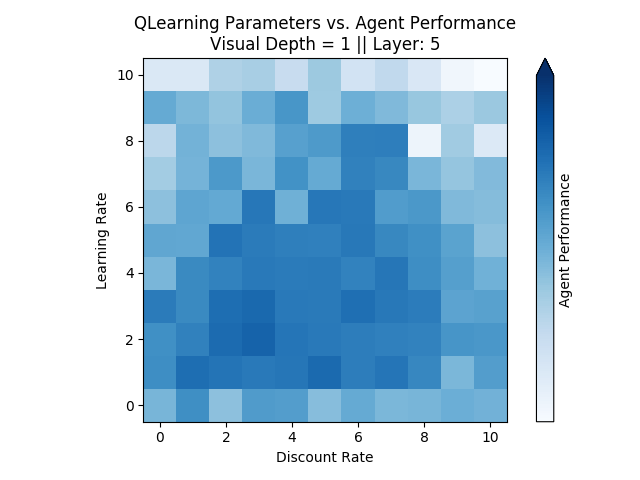 QLearning Parameters vs. Agent Performance
Visual Depth = 1 || Layer: 5
10
8
6
4
2
0
Learning Rate
0 2 4 6 8 10
Discount Rate
Agent Performance